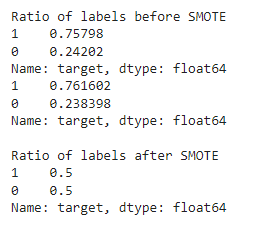 Ratio of labels before SMOTE
1    0.75798
0    0.24202
Name: target, dtype: float64
1    0.761602
0    0.238398
Name: target, dtype: float64

Ratio of labels after SMOTE
1    0.5
0    0.5
Name: target, dtype: float64